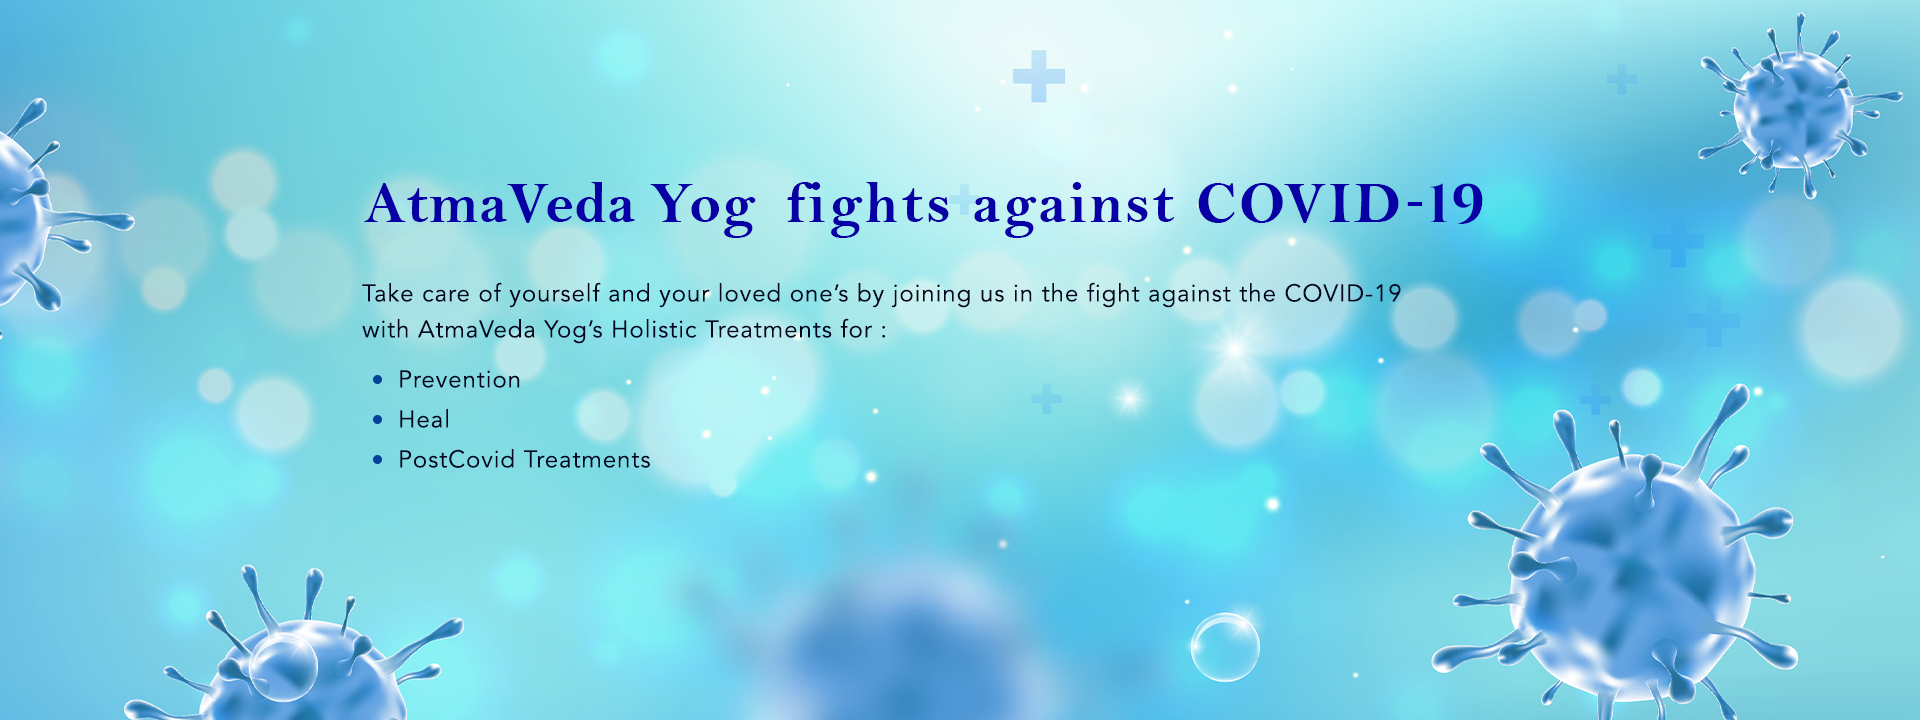 AtmaVeda Yog fights against COVID-19
Take care of yourself and your loved one’s by joining us in the fight against the COVID-19
with AtmaVeda Yog’s Holistic Treatments for :
• Prevention
• Heal
• PostCovid Treatments